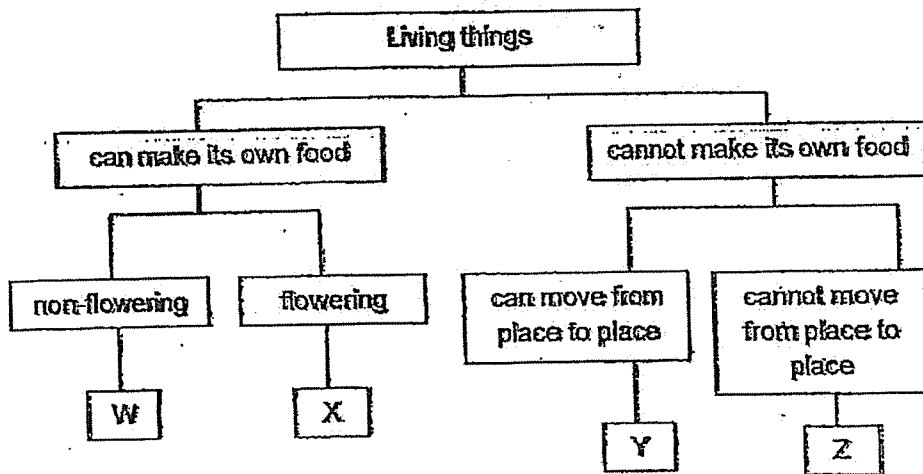 Living things
can make its own food
cannot make its own food
non-flowering
flowering
can move from
place to place
cannot move
from place to
place
W
X
Y
Z